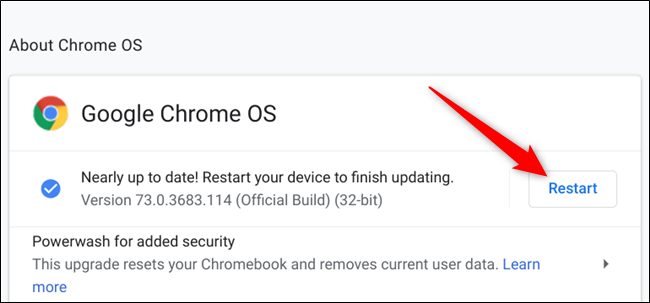 About Chrome OS
Google Chrome OS
Nearly up to date! Restart your device to finish updating.
Version 73.0.3683.114 (Official Build) (32-bit)
Restart
Powerwash for added security
This upgrade resets your Chromebook and removes current user data. Learn
more